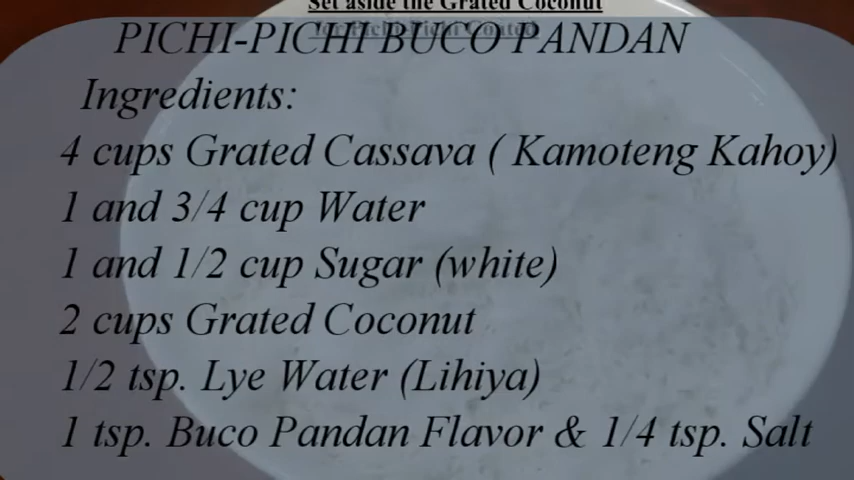 Set aside the Grated Coconut
PICHI-PICHI BUCO PANDAN
Ingredients:
4 cups Grated Cassava ( Kamoteng Kahoy)
1 and 3/4 cup Water
1 and 1/2 cup Sugar (white)
2 cups Grated Coconut
1/2 tsp. Lye Water (Lihiya)
1 tsp. Buco Pandan Flavor & 1/4 tsp. Salt